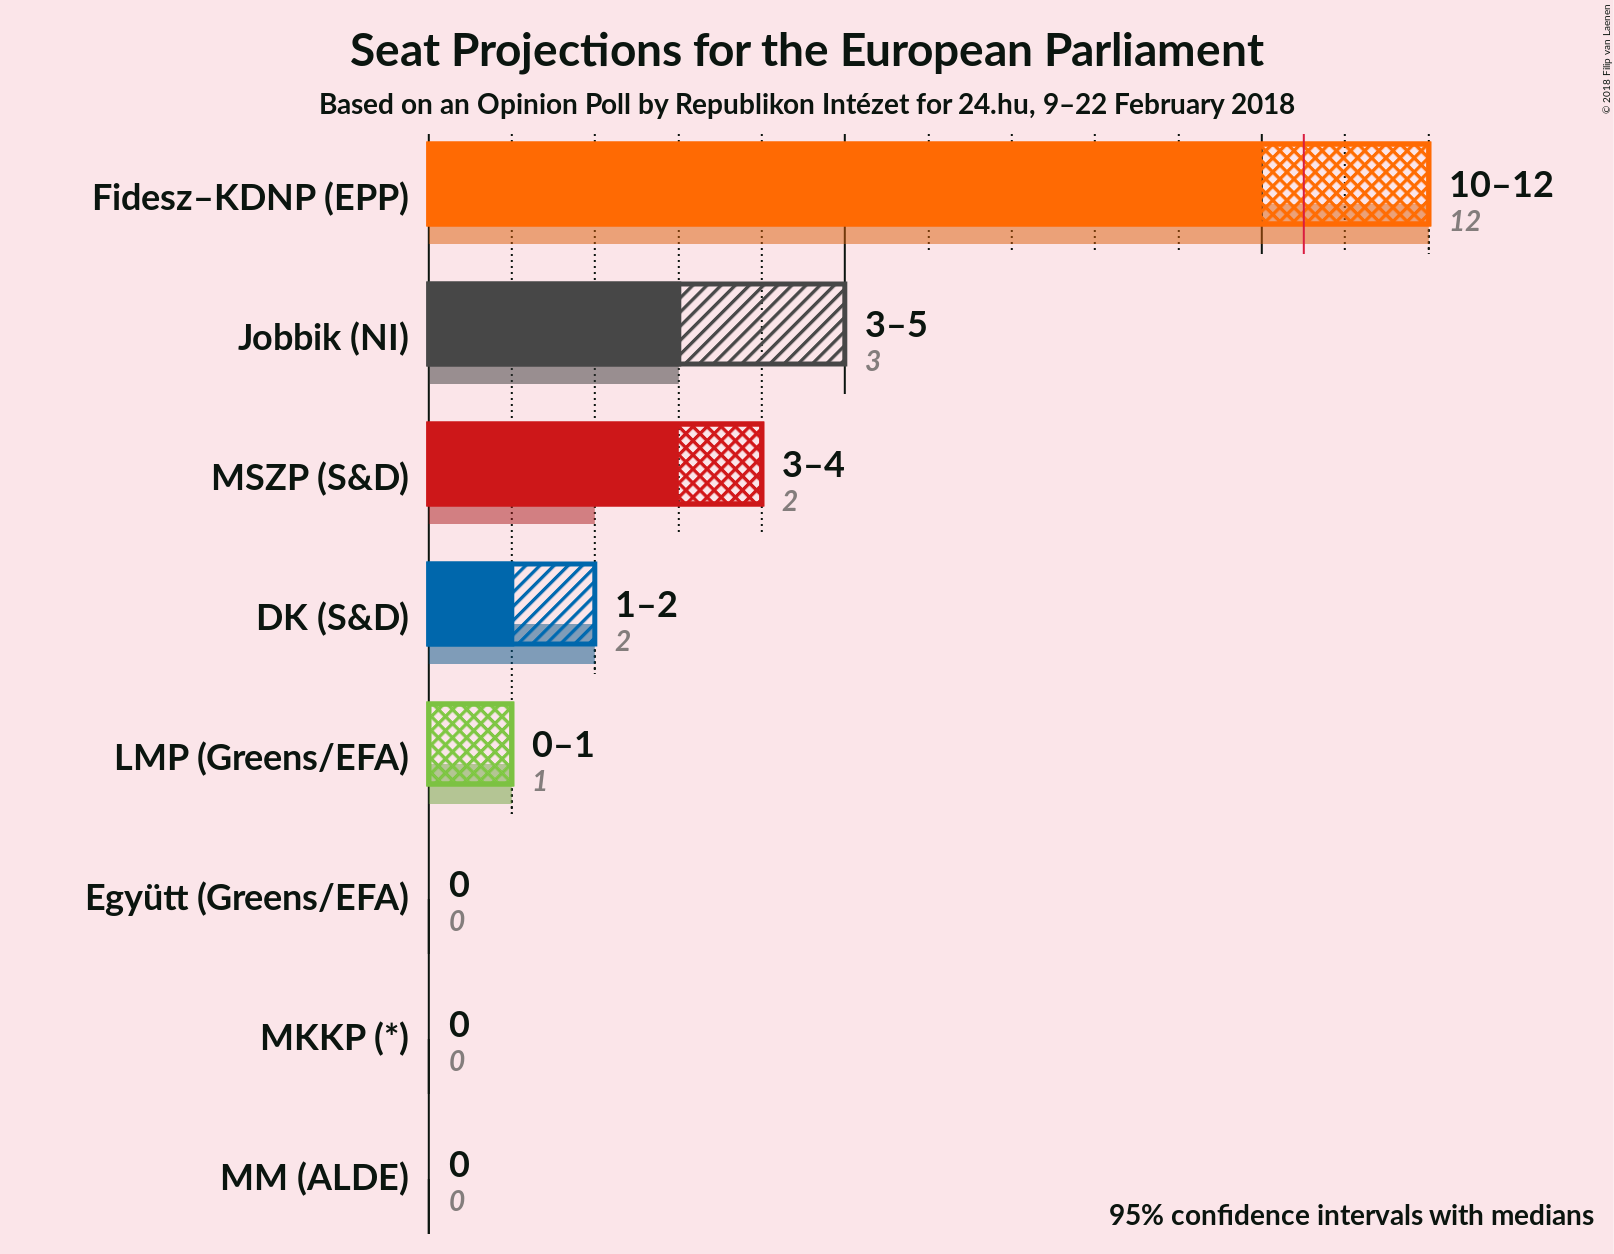 Seat Projections for the European Parliament
Based on an Opinion Poll by Republikon Intézet for 24.hu, 9–22 February 2018
© 2018 Filip van Laenen
Fidesz–KDNP (EPP)
10–12
12
Jobbik (NI)
3–5
3
MSZP (S&D)
3–4
2
DK (S&D)
1–2
2
LMP (Greens/EFA)
0–1
1
Együtt (Greens/EFA)
0
0
MKKP (*)
0
0
MM (ALDE)
0
0
95% confidence intervals with medians